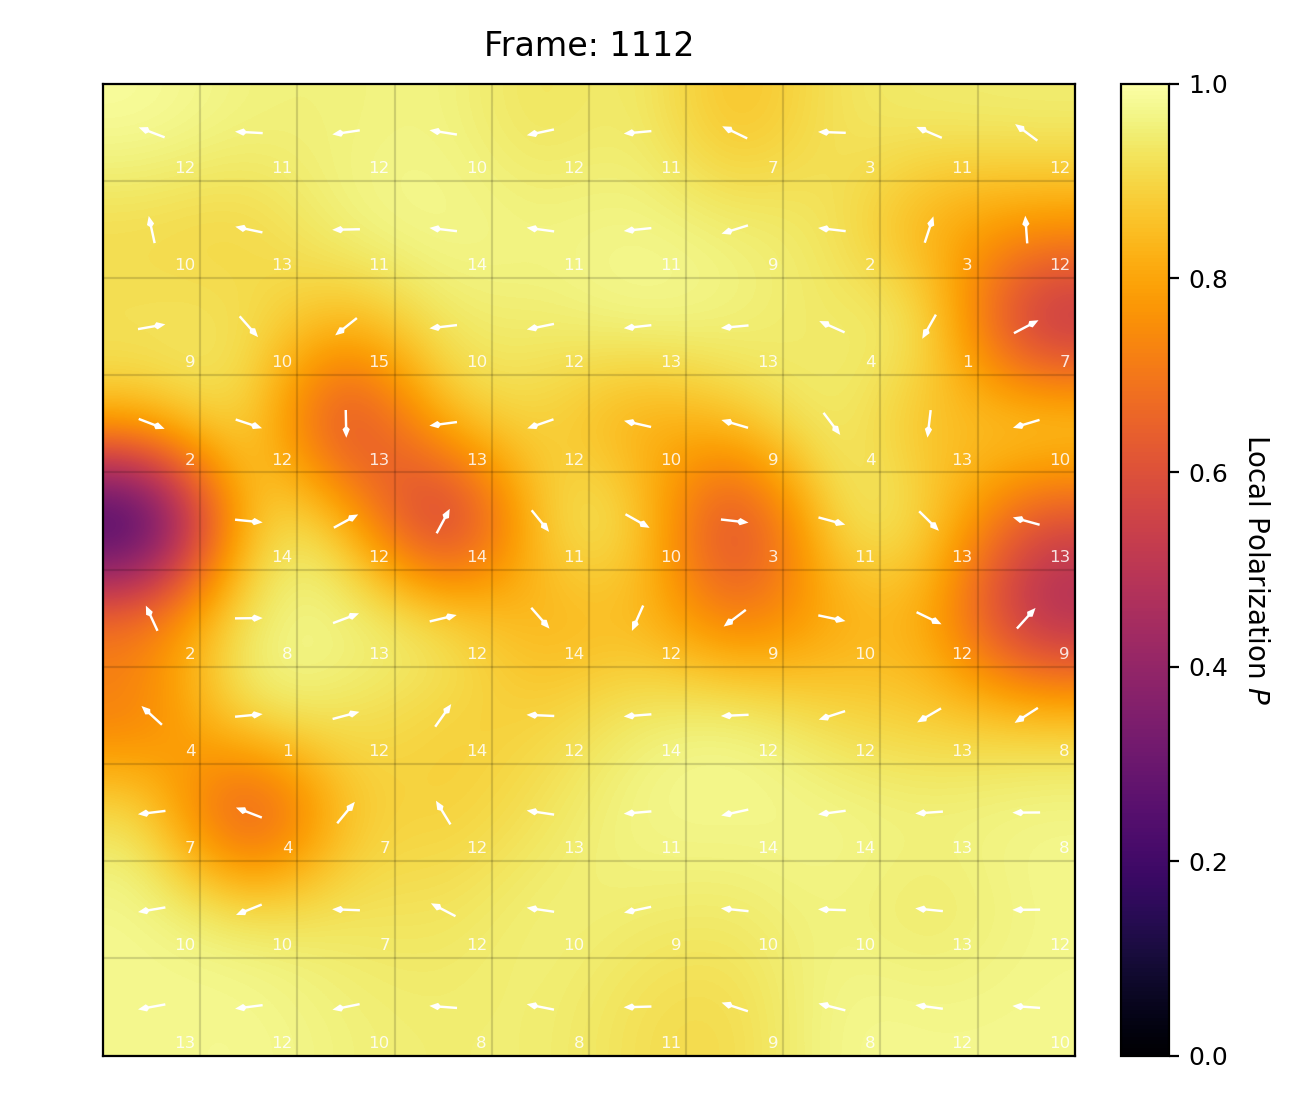 Frame: 1112
12 11 12 10 12 11 7 3 11 12
10 13 11 14 11 11 9 2 3 12
9 10 15 10 12 13 13 4 1 7
2 12 13 13 12 10 9 4 13 10
14 12 14 11 10 3 11 13 13
2 8 13 12 14 12 9 10 12 9
4 1 12 14 12 14 12 12 13 8
7 4 7 12 13 11 14 14 13 8
10 10 7 12 10 9 10 10 13 12
13 12 10 8 8 11 9 8 12 10
1.0
0.8
0.6
0.4
0.2
0.0
Local Polarization P